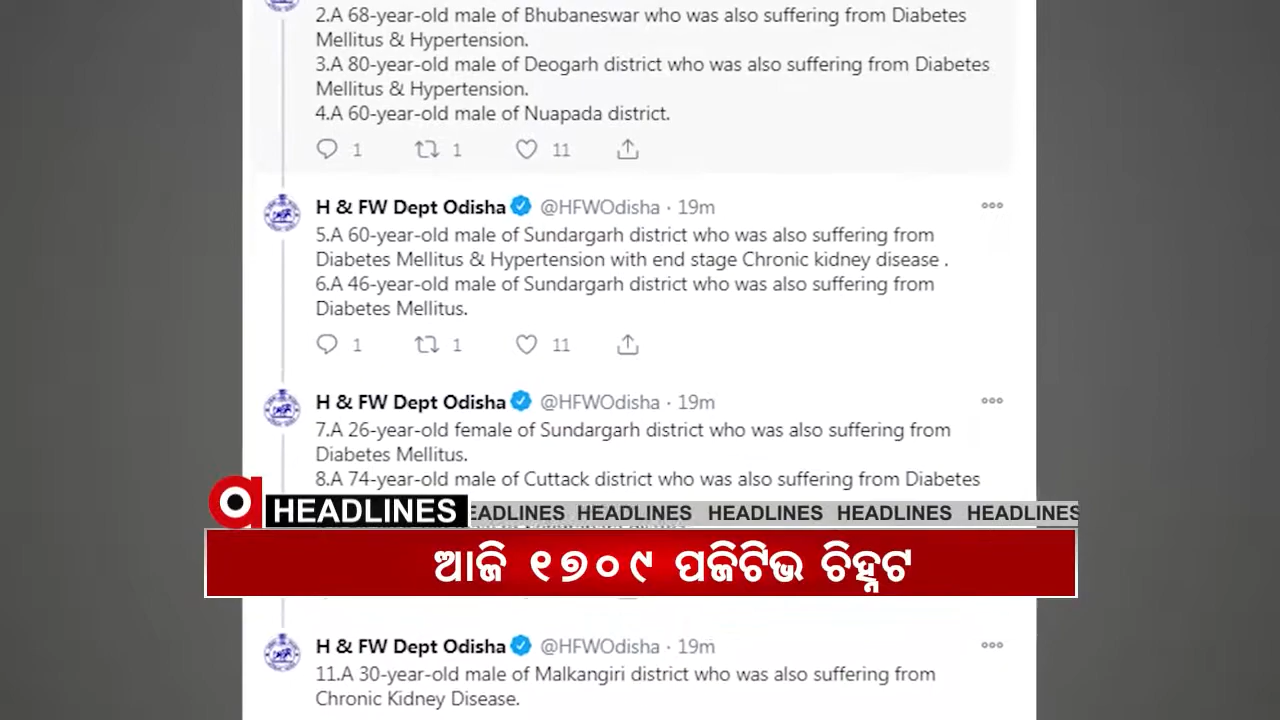 2.A 68-year-old male of Bhubaneswar who was also suffering from Diabetes
Mellitus & Hypertension.
3.A 80-year-old male of Deogarh district who was also suffering from Diabetes
Mellitus & Hypertension.
4.A 60-year-old male of Nuapada district.
1 1 11
H & FW Dept Odisha @HFWOdisha · 19m
5.A 60-year-old male of Sundargarh district who was also suffering from
Diabetes Mellitus & Hypertension with end stage Chronic kidney disease .
6.A 46-year-old male of Sundargarh district who was also suffering from
Diabetes Mellitus.
1 1 11
H & FW Dept Odisha @HFWOdisha · 19m
7.A 26-year-old female of Sundargarh district who was also suffering from
Diabetes Mellitus.
8.A 74-year-old male of Cuttack district who was also suffering from Diabetes
HEADLINES EADLINES HEADLINES HEADLINES HEADLINES HEADLINES
ଆଜି ୧୭୦୯ ପଜିଟିଭ ଚିହ୍ନଟ
H & FW Dept Odisha @HFWOdisha · 19m
11.A 30-year-old male of Malkangiri district who was also suffering from
Chronic Kidney Disease.